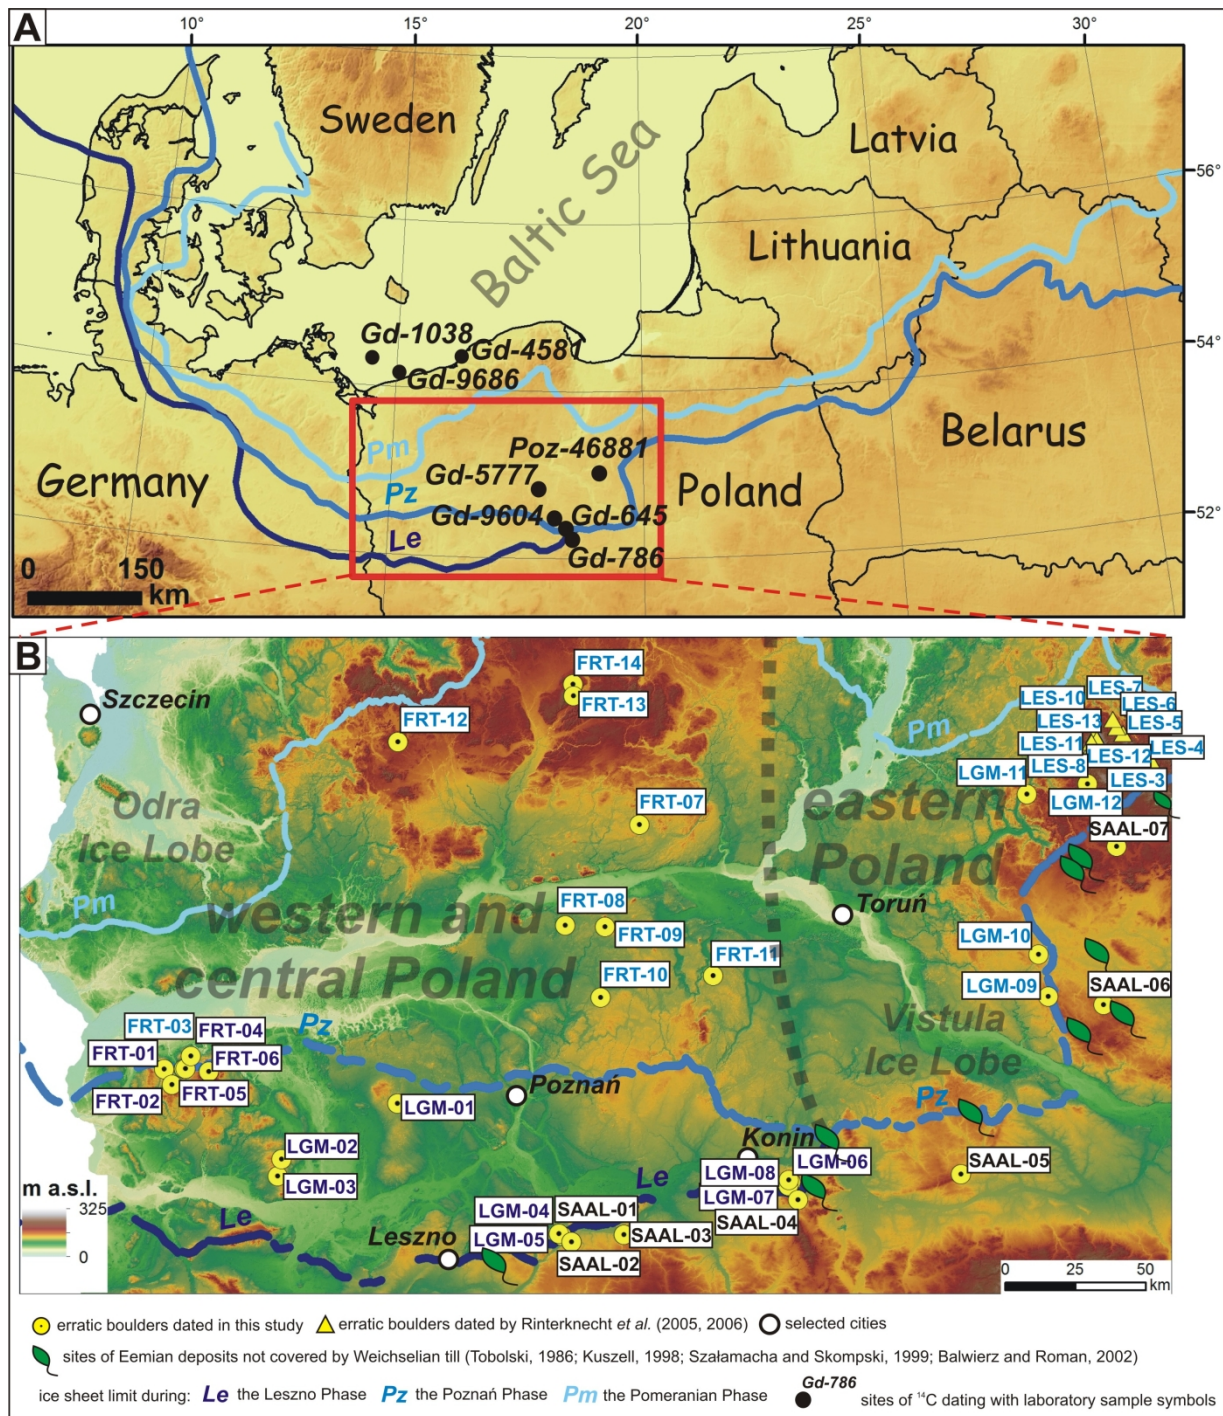 A
10°
15°
20°
25°
30°
Sweden
Latvia
56°
Baltic Sea
Lithuania
54°
Gd-1038
Gd-4581
Gd-9686
Belarus
Pm
Poz-46881
Germany
Gd-5777
Poland
Pz
Gd-9604
Gd-645
52°
Le
Gd-786
0 150
km
B
Szczecin
FRT-14
FRT-13
FRT-12
LES-7
LES-10
LES-6
LES-13
LES-5
Pm
LES-11
LES-12
LES-4
LES-8
LES-3
LGM-11
LGM-12
FRT-07
SAAL-07
Odra
Ice Lobe
eastern
Poland
Pm
western and
central Poland
FRT-08
FRT-09
Toruń
FRT-10
FRT-11
LGM-10
LGM-09
SAAL-06
Vistula
Ice Lobe
Pz
FRT-03
FRT-04
FRT-01
FRT-06
FRT-02
FRT-05
Poznań
LGM-01
Pz
Konin
LGM-02
LGM-03
LGM-08
LGM-06
LGM-07
SAAL-05
Le
SAAL-04
m a.s.l.
325
0
Le
LGM-04
SAAL-01
LGM-05
SAAL-03
Leszno
SAAL-02
0 25 50
km
erratic boulders dated in this study
erratic boulders dated by Rinterknecht et al. (2005, 2006)
selected cities
sites of Eemian deposits not covered by Weichselian till (Tobolski, 1986; Kuszell, 1998; Szałamacha and Skompski, 1999; Balwierz and Roman, 2002)
ice sheet limit during: Le the Leszno Phase Pz the Poznań Phase Pm the Pomeranian Phase
Gd-786
sites of 14C dating with laboratory sample symbols